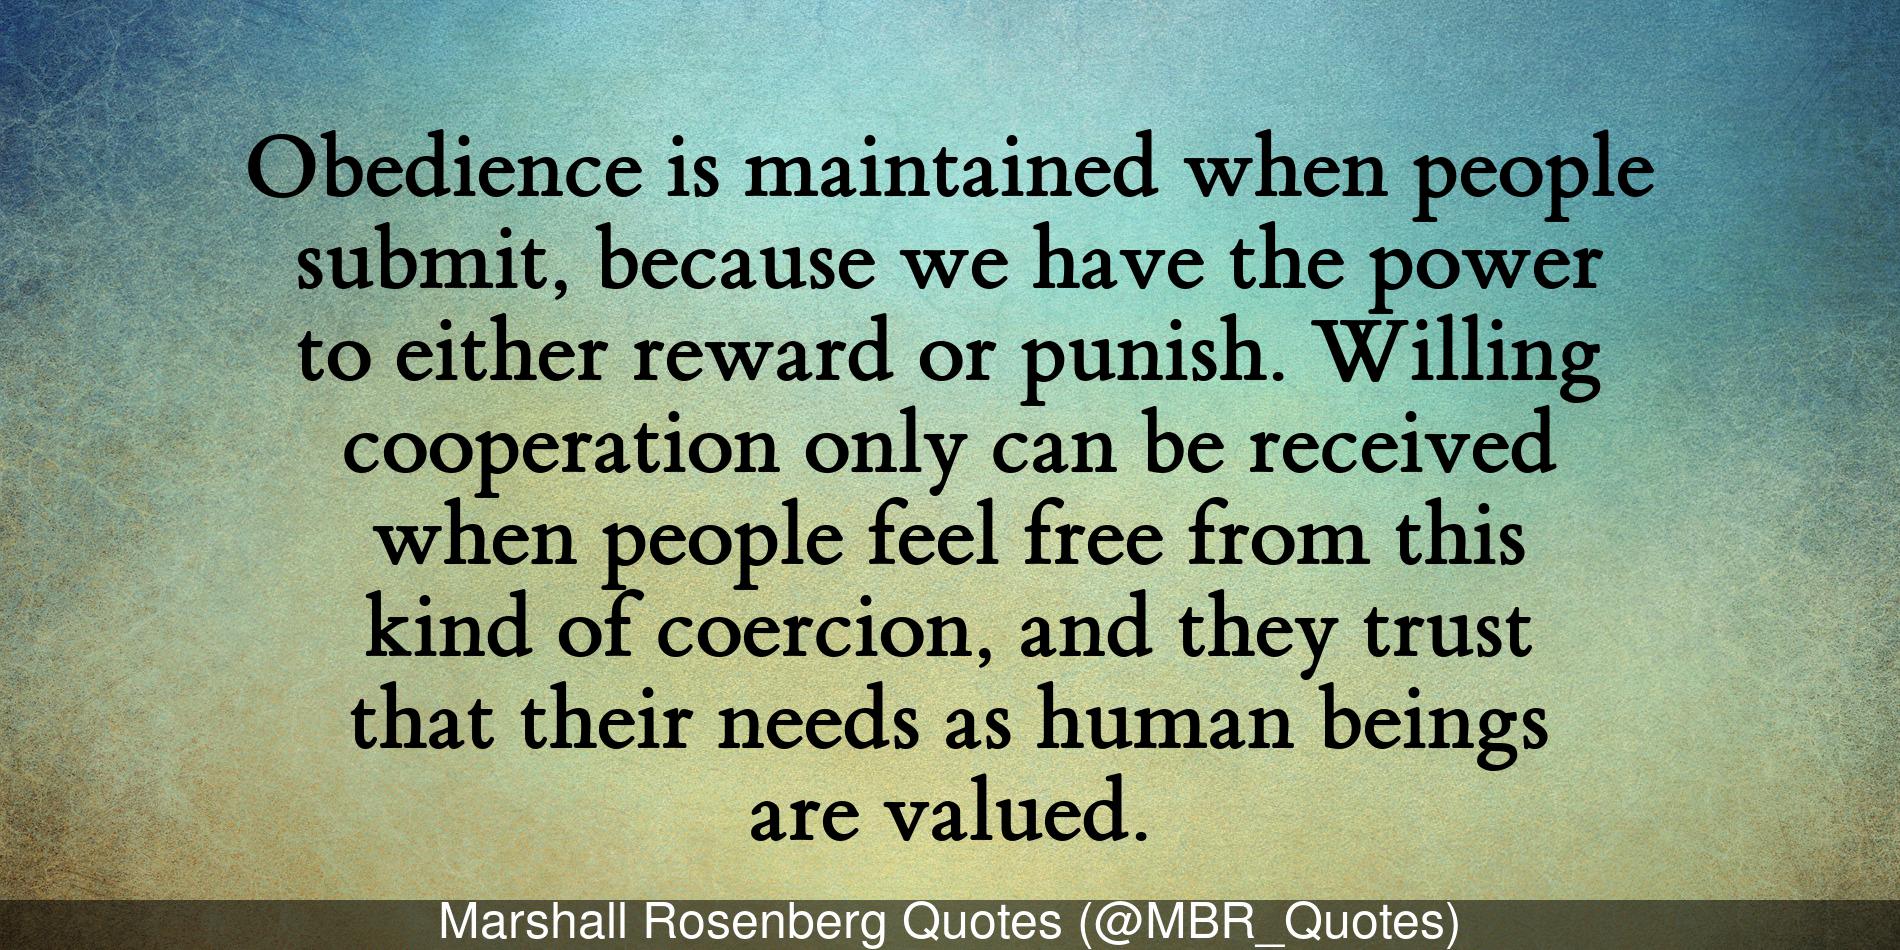 Obedience is maintained when people
submit, because we have the power
to either reward or punish. Willing
cooperation only can be received
when people feel free from this
kind of coercion, and they trust
that their needs as human beings
are valued.
Marshall Rosenberg Quotes (@MBR_Quotes)